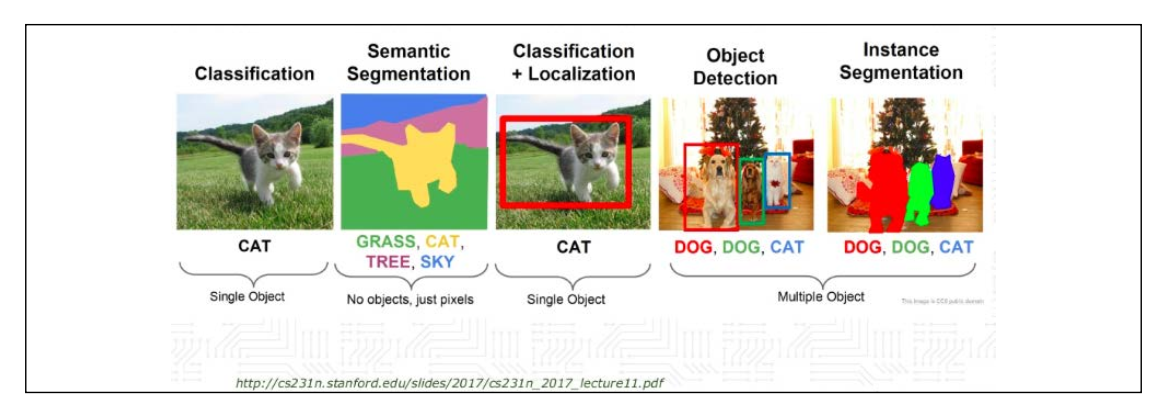 Classification
Semantic
Segmentation
Classification
+ Localization
Object
Detection
Instance
Segmentation
CAT
GRASS, CAT,
TREE, SKY
CAT
DOG, DOG, CAT
DOG, DOG, CAT
Single Object
No objects, just pixels
Single Object
Multiple Object
This image is CC0 public domain
http://cs231n.stanford.edu/slides/2017/cs231n_2017_lecture11.pdf